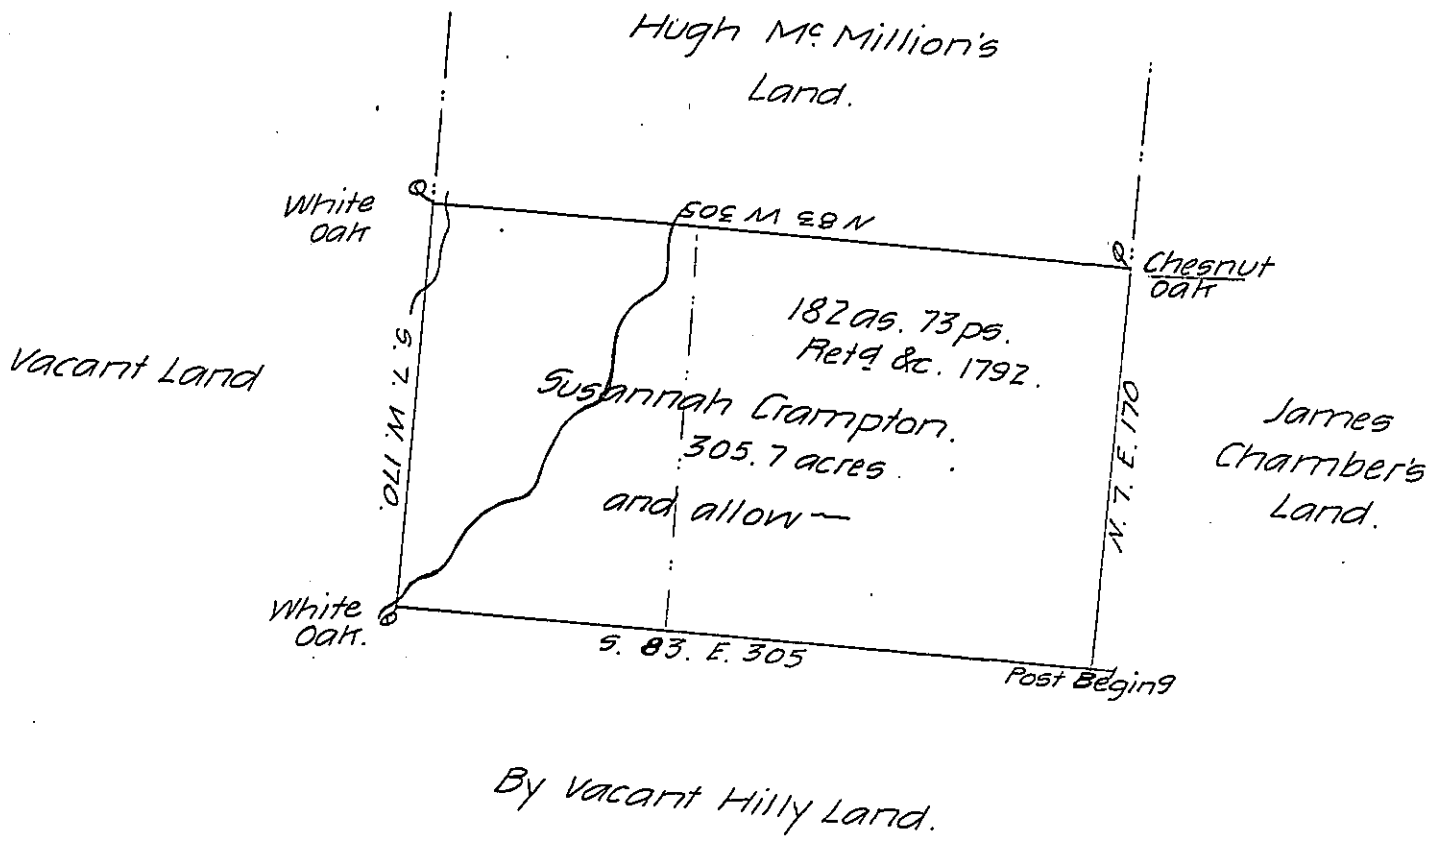 Hugh Mc Million's
Land.
White
Oak
N 83 W 305
Chesnut
Oak
182 as. 73 ps.
Retd &c. 1792.
Vacant Land
S. 7. W. 170.
Susannah Crampton.
305.7 acres
and allow —
N. 7. E. 170
James
Chamber's
Land.
White
Oak.
S. 83. E. 305
Post Begin9
By Vacant Hilly Land.